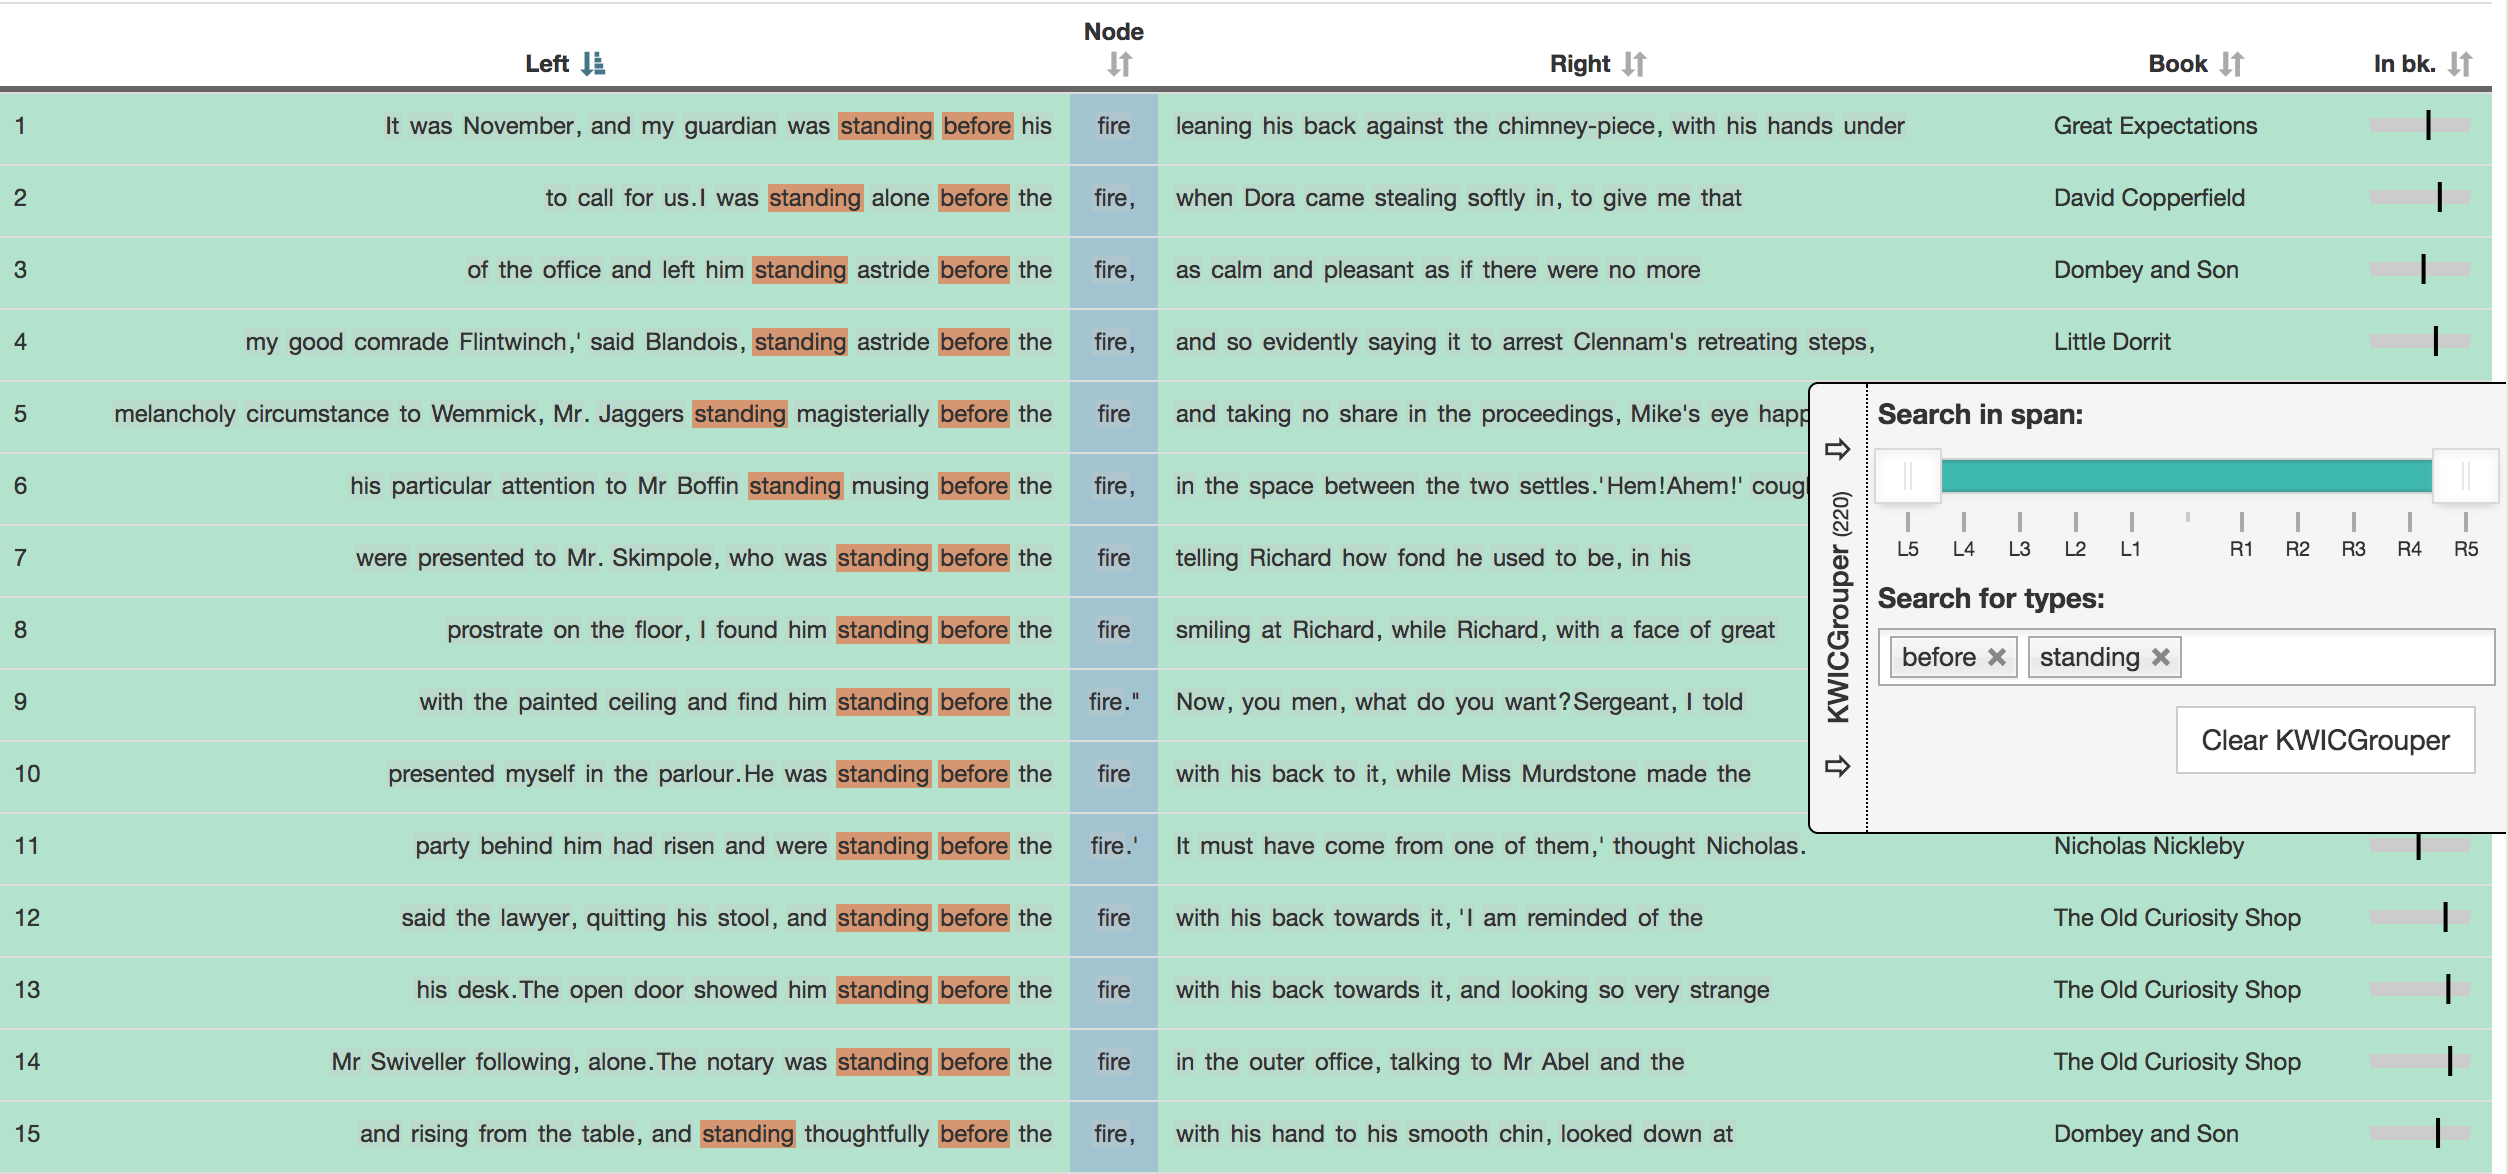 Left Node Right Book In bk.
1 It was November, and my guardian was standing before his fire leaning his back against the chimney-piece, with his hands under Great Expectations
2 to call for us.I was standing alone before the fire, when Dora came stealing softly in, to give me that David Copperfield
3 of the office and left him standing astride before the fire, as calm and pleasant as if there were no more Dombey and Son
4 my good comrade Flintwinch,' said Blandois, standing astride before the fire, and so evidently saying it to arrest Clennam's retreating steps, Little Dorrit
5 melancholy circumstance to Wemmick, Mr. Jaggers standing magisterially before the fire and taking no share in the proceedings, Mike's eye happ
6 his particular attention to Mr Boffin standing musing before the fire, in the space between the two settles.'Hem!Ahem!' coug
7 were presented to Mr. Skimpole, who was standing before the fire telling Richard how fond he used to be, in his
8 prostrate on the floor, I found him standing before the fire smiling at Richard, while Richard, with a face of great
9 with the painted ceiling and find him standing before the fire." Now, you men, what do you want?Sergeant, I told
10 presented myself in the parlour.He was standing before the fire with his back to it, while Miss Murdstone made the
11 party behind him had risen and were standing before the fire.' It must have come from one of them,' thought Nicholas. Nicholas Nickleby
12 said the lawyer, quitting his stool, and standing before the fire with his back towards it, 'I am reminded of the The Old Curiosity Shop
13 his desk.The open door showed him standing before the fire with his back towards it, and looking so very strange The Old Curiosity Shop
14 Mr Swiveller following, alone.The notary was standing before the fire in the outer office, talking to Mr Abel and the The Old Curiosity Shop
15 and rising from the table, and standing thoughtfully before the fire, with his hand to his smooth chin, looked down at Dombey and Son
KWICGrouper (220)
Search in span:
L5 L4 L3 L2 L1 R1 R2 R3 R4 R5
Search for types:
before standing
Clear KWICGrouper